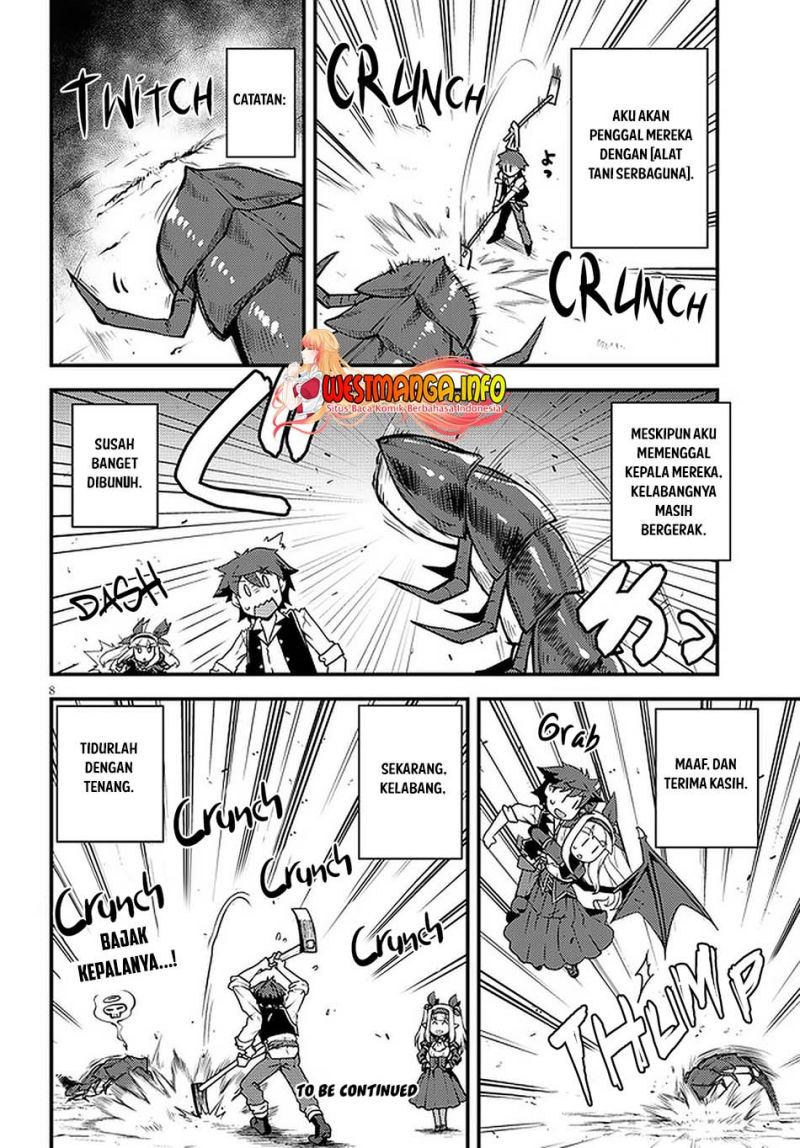 CRUNCH
AKU AKAN
PENGGAL MEREKA
DENGAN [ALAT
TANI SERBAGUNA].
よっ
CRUNCH
TWITCH
CATATAN:
WESTMANGA.INFO
Situs Baca Komik Berbahasa Indonesia
MESKIPUN AKU
MEMENGGAL
KEPALA MEREKA,
KELABANGNYA
MASIH
BERGERAK.
SUSAH
BANGET
DIBUNUH.
DASH
8
Grab
MAAF, DAN
TERIMA KASIH.
THUMP
SEKARANG,
KELABANG.
TIDURLAH
DENGAN
TENANG.
Crunch
Crunch
Crunch
Crunch
BAJAK
KEPALANYA...!
TO BE CONTINUED